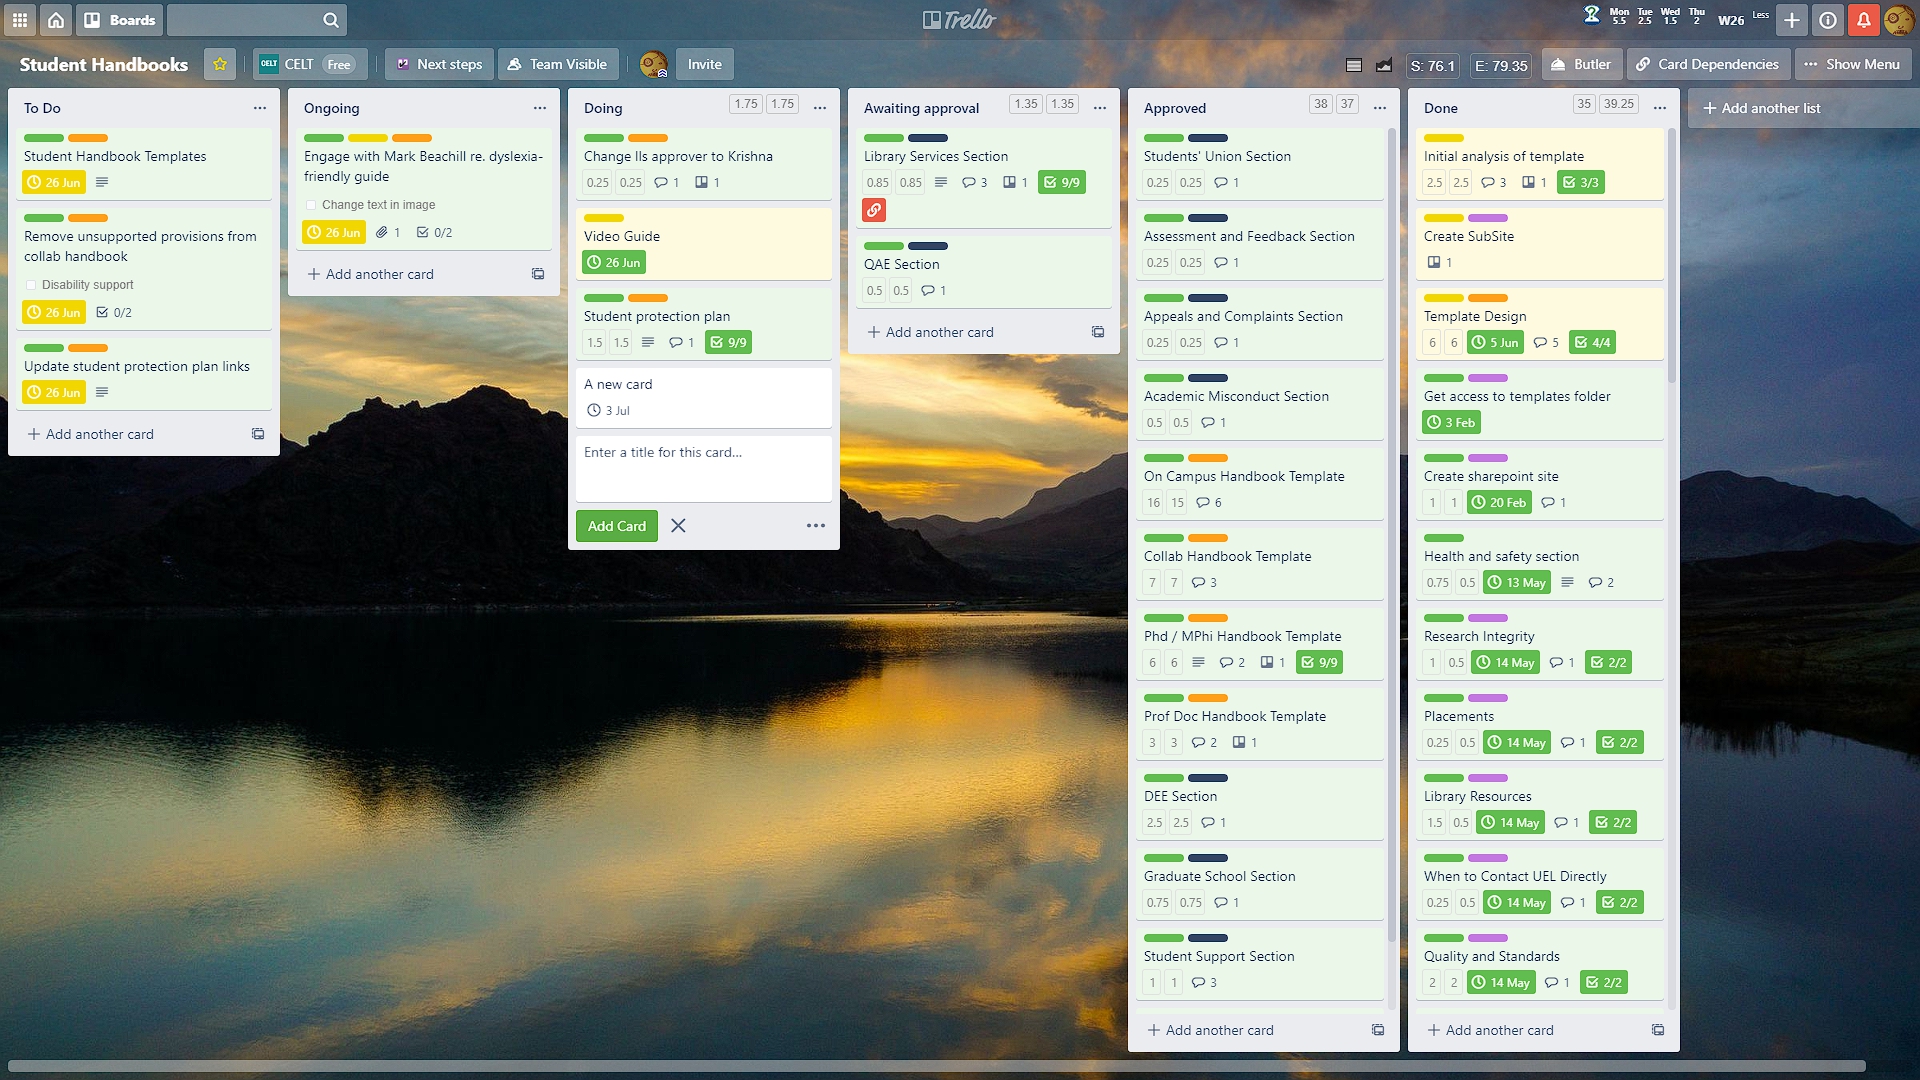 Boards
Trello
Mon Tue Wed Thu
5.5 2.5 1.5 2
W26
Less
Student Handbooks
CELT
CELT Free
Next steps
Team Visible
Invite
S: 76.1
E: 79.35
Butler
Card Dependencies
Show Menu
To Do
Student Handbook Templates
26 Jun
Remove unsupported provisions from
collab handbook
Disability support
26 Jun 0/2
Update student protection plan links
26 Jun
Add another card
Ongoing
Engage with Mark Beachill re. dyslexia-
friendly guide
Change text in image
26 Jun 1 0/2
Add another card
Doing 1.75 1.75
Change lls approver to Krishna
0.25 0.25 1 1
Video Guide
26 Jun
Student protection plan
1.5 1.5 1 9/9
A new card
3 Jul
Enter a title for this card...
Add Card
Awaiting approval 1.35 1.35
Library Services Section
0.85 0.85 3 1 9/9
QAE Section
0.5 0.5 1
Add another card
Approved 38 37
Students' Union Section
0.25 0.25 1
Assessment and Feedback Section
0.25 0.25 1
Appeals and Complaints Section
0.25 0.25 1
Academic Misconduct Section
0.5 0.5 1
On Campus Handbook Template
16 15 6
Collab Handbook Template
7 7 3
Phd / MPhi Handbook Template
6 6 2 1 9/9
Prof Doc Handbook Template
3 3 2 1
DEE Section
2.5 2.5 1
Graduate School Section
0.75 0.75 1
Student Support Section
1 1 3
Add another card
Done 35 39.25
Initial analysis of template
2.5 2.5 3 1 3/3
Create SubSite
1
Template Design
6 6 5 Jun 5 4/4
Get access to templates folder
3 Feb
Create sharepoint site
1 1 20 Feb 1
Health and safety section
0.75 0.5 13 May 2
Research Integrity
1 0.5 14 May 1 2/2
Placements
0.25 0.5 14 May 1 2/2
Library Resources
1.5 0.5 14 May 1 2/2
When to Contact UEL Directly
0.25 0.5 14 May 1 2/2
Quality and Standards
2 2 14 May 1 2/2
Add another card
Add another list